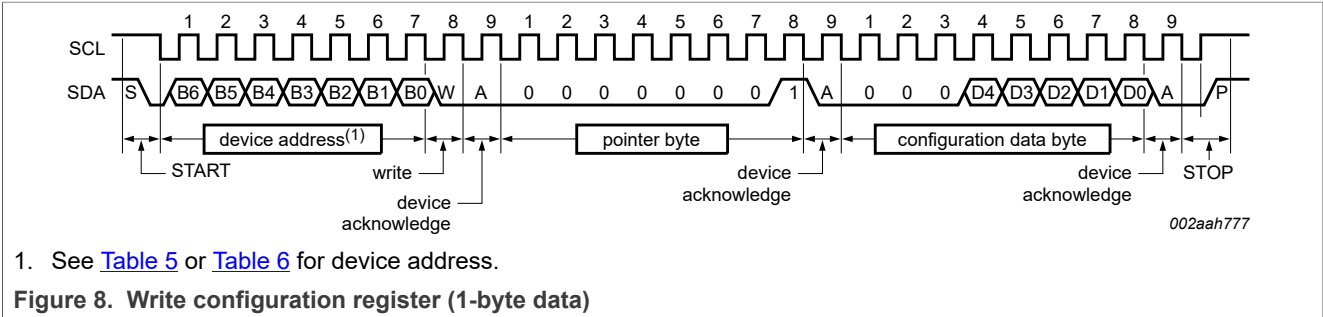 1 2 3 4 5 6 7 8 9 1 2 3 4 5 6 7 8 9 1 2 3 4 5 6 7 8 9
SCL
SDA S B6 B5 B4 B3 B2 B1 B0 W A 0 0 0 0 0 0 0 1 A 0 0 0 D4 D3 D2 D1 D0 A P
device address(1) pointer byte configuration data byte
START write device device STOP
acknowledge acknowledge
device
acknowledge
002aah777
1. See Table 5 or Table 6 for device address.
Figure 8. Write configuration register (1-byte data)